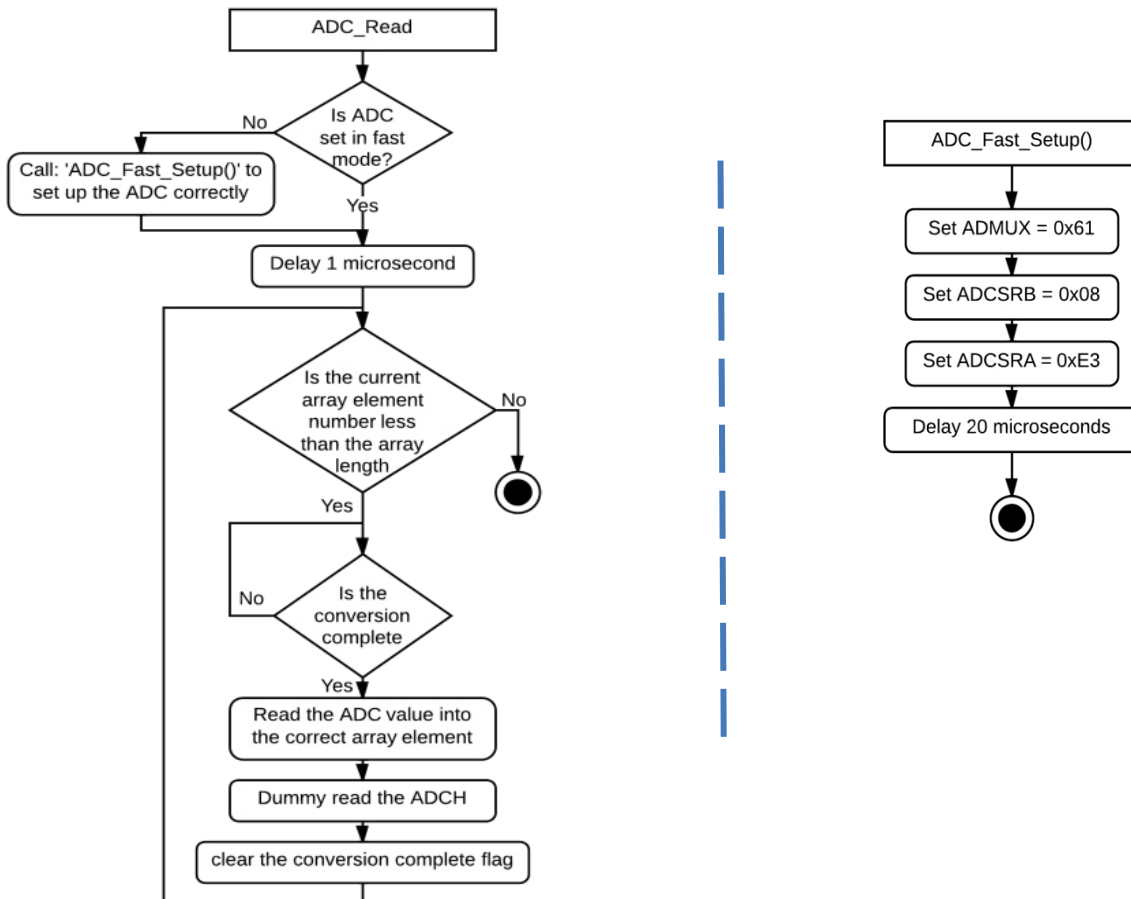 ADC_Read
Is ADC
set in fast
mode?
No
Call: 'ADC_Fast_Setup()' to
set up the ADC correctly
Yes
Delay 1 microsecond
Is the current
array element
number less
than the array
length
No
Yes
Is the
conversion
complete
No
Yes
Read the ADC value into
the correct array element
Dummy read the ADCH
clear the conversion complete flag
ADC_Fast_Setup()
Set ADMUX = 0x61
Set ADCSRB = 0x08
Set ADCSRA = 0xE3
Delay 20 microseconds